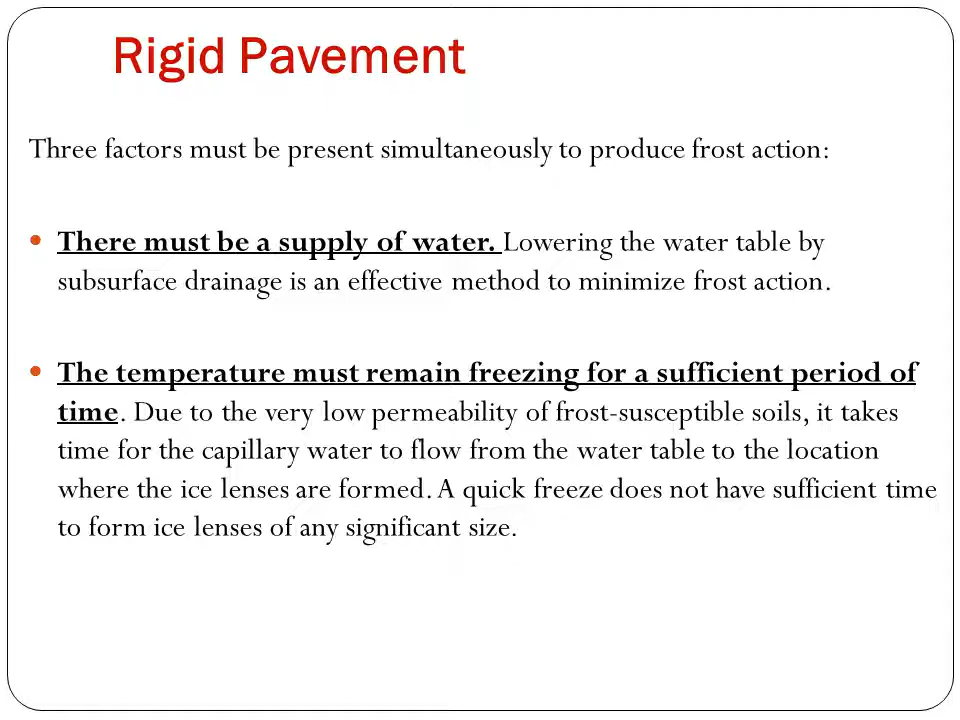 Rigid Pavement
Three factors must be present simultaneously to produce frost action:
• There must be a supply of water. Lowering the water table by
subsurface drainage is an effective method to minimize frost action.
• The temperature must remain freezing for a sufficient period of
time. Due to the very low permeability of frost-susceptible soils, it takes
time for the capillary water to flow from the water table to the location
where the ice lenses are formed. A quick freeze does not have sufficient time
to form ice lenses of any significant size.